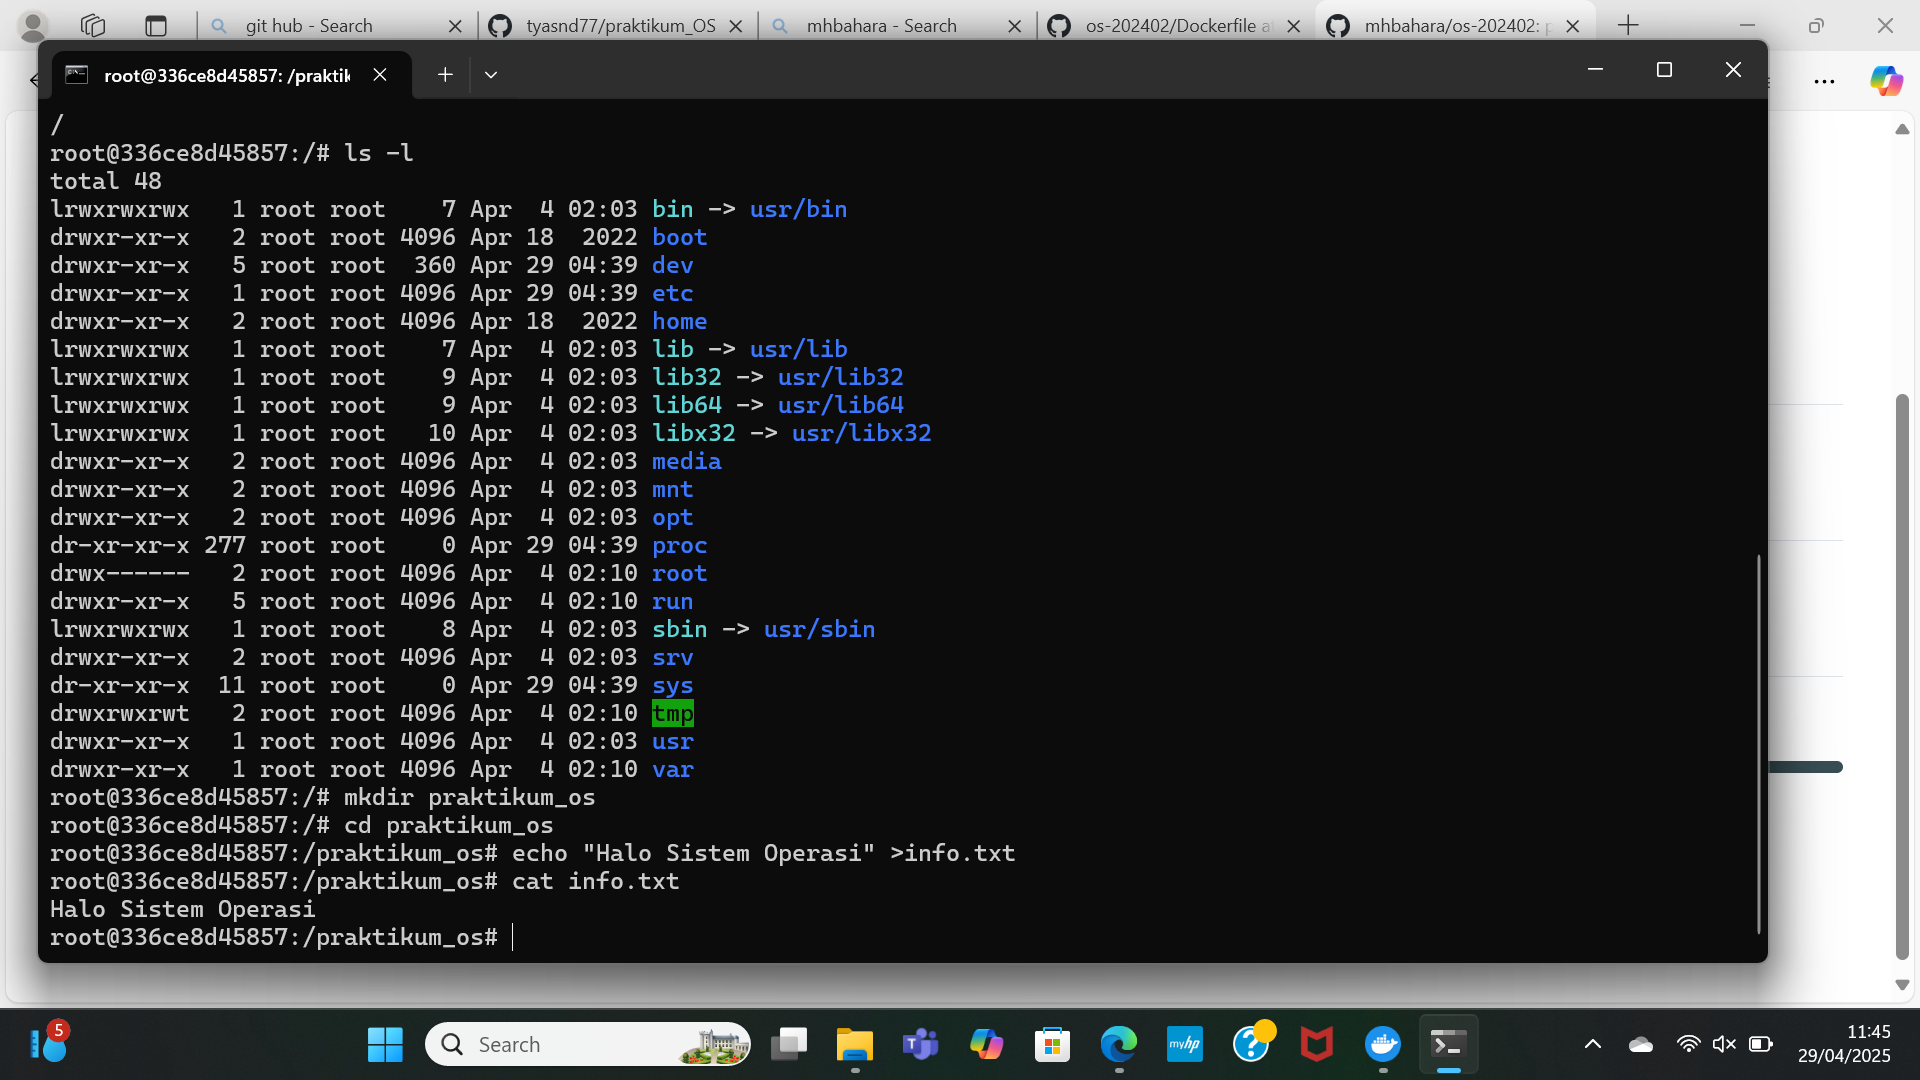 git hub - Search
tyasnd77/praktikum_OS
mhbahara - Search
os-202402/Dockerfile a
mhbahara/os-202402:
root@336ce8d45857: /praktik
/
root@336ce8d45857:/# ls -l
total 48
lrwxrwxrwx   1 root root    7 Apr  4 02:03 bin -> usr/bin
drwxr-xr-x   2 root root 4096 Apr 18  2022 boot
drwxr-xr-x   5 root root  360 Apr 29 04:39 dev
drwxr-xr-x   1 root root 4096 Apr 29 04:39 etc
drwxr-xr-x   2 root root 4096 Apr 18  2022 home
lrwxrwxrwx   1 root root    7 Apr  4 02:03 lib -> usr/lib
lrwxrwxrwx   1 root root    9 Apr  4 02:03 lib32 -> usr/lib32
lrwxrwxrwx   1 root root    9 Apr  4 02:03 lib64 -> usr/lib64
lrwxrwxrwx   1 root root   10 Apr  4 02:03 libx32 -> usr/libx32
drwxr-xr-x   2 root root 4096 Apr  4 02:03 media
drwxr-xr-x   2 root root 4096 Apr  4 02:03 mnt
drwxr-xr-x   2 root root 4096 Apr  4 02:03 opt
dr-xr-xr-x 277 root root    0 Apr 29 04:39 proc
drwx------   2 root root 4096 Apr  4 02:10 root
drwxr-xr-x   5 root root 4096 Apr  4 02:10 run
lrwxrwxrwx   1 root root    8 Apr  4 02:03 sbin -> usr/sbin
drwxr-xr-x   2 root root 4096 Apr  4 02:03 srv
dr-xr-xr-x  11 root root    0 Apr 29 04:39 sys
drwxrwxrwt   2 root root 4096 Apr  4 02:10 tmp
drwxr-xr-x   1 root root 4096 Apr  4 02:03 usr
drwxr-xr-x   1 root root 4096 Apr  4 02:10 var
root@336ce8d45857:/# mkdir praktikum_os
root@336ce8d45857:/# cd praktikum_os
root@336ce8d45857:/praktikum_os# echo "Halo Sistem Operasi" >info.txt
root@336ce8d45857:/praktikum_os# cat info.txt
Halo Sistem Operasi
root@336ce8d45857:/praktikum_os#
5
Search
myhp
11:45
29/04/2025